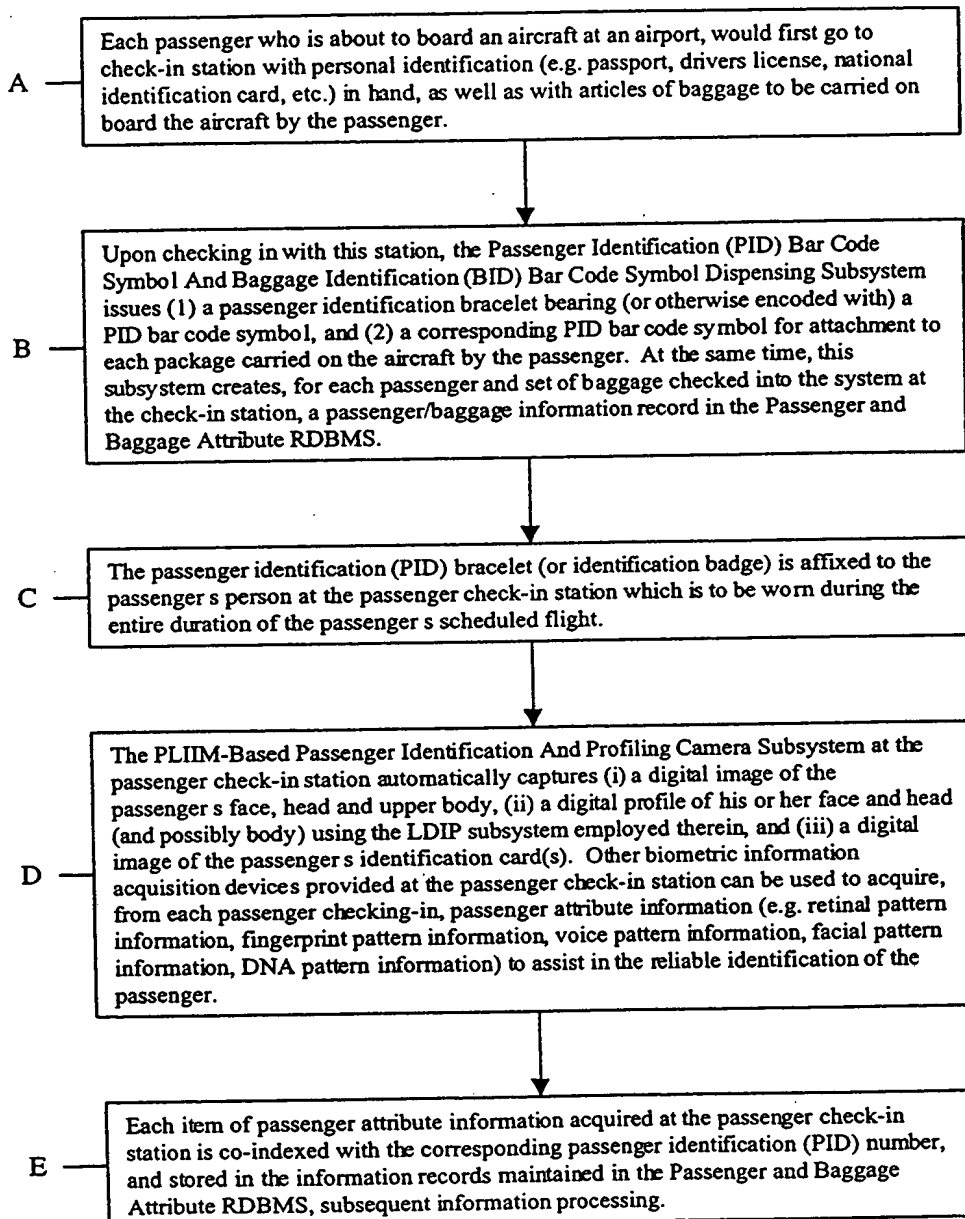 Each passenger who is about to board an aircraft at an airport, would first go to
check-in station with personal identification (e.g. passport, drivers license, national
identification card, etc.) in hand, as well as with articles of baggage to be carried on
board the aircraft by the passenger.
A
Upon checking in with this station, the Passenger Identification (PID) Bar Code
Symbol And Baggage Identification (BID) Bar Code Symbol Dispensing Subsystem
issues (1) a passenger identification bracelet bearing (or otherwise encoded with) a
PID bar code symbol, and (2) a corresponding PID bar code symbol for attachment to
each package carried on the aircraft by the passenger. At the same time, this
subsystem creates, for each passenger and set of baggage checked into the system at
the check-in station, a passenger/baggage information record in the Passenger and
Baggage Attribute RDBMS.
B
The passenger identification (PID) bracelet (or identification badge) is affixed to the
passenger s person at the passenger check-in station which is to be worn during the
entire duration of the passenger s scheduled flight.
C
The PLIIM-Based Passenger Identification And Profiling Camera Subsystem at the
passenger check-in station automatically captures (i) a digital image of the
passenger s face, head and upper body, (ii) a digital profile of his or her face and head
(and possibly body) using the LDIP subsystem employed therein, and (iii) a digital
image of the passenger s identification card(s). Other biometric information
acquisition devices provided at the passenger check-in station can be used to acquire,
from each passenger checking-in, passenger attribute information (e.g. retinal pattern
information, fingerprint pattern information, voice pattern information, facial pattern
information, DNA pattern information) to assist in the reliable identification of the
passenger.
D
Each item of passenger attribute information acquired at the passenger check-in
station is co-indexed with the corresponding passenger identification (PID) number,
and stored in the information records maintained in the Passenger and Baggage
Attribute RDBMS, subsequent information processing.
E